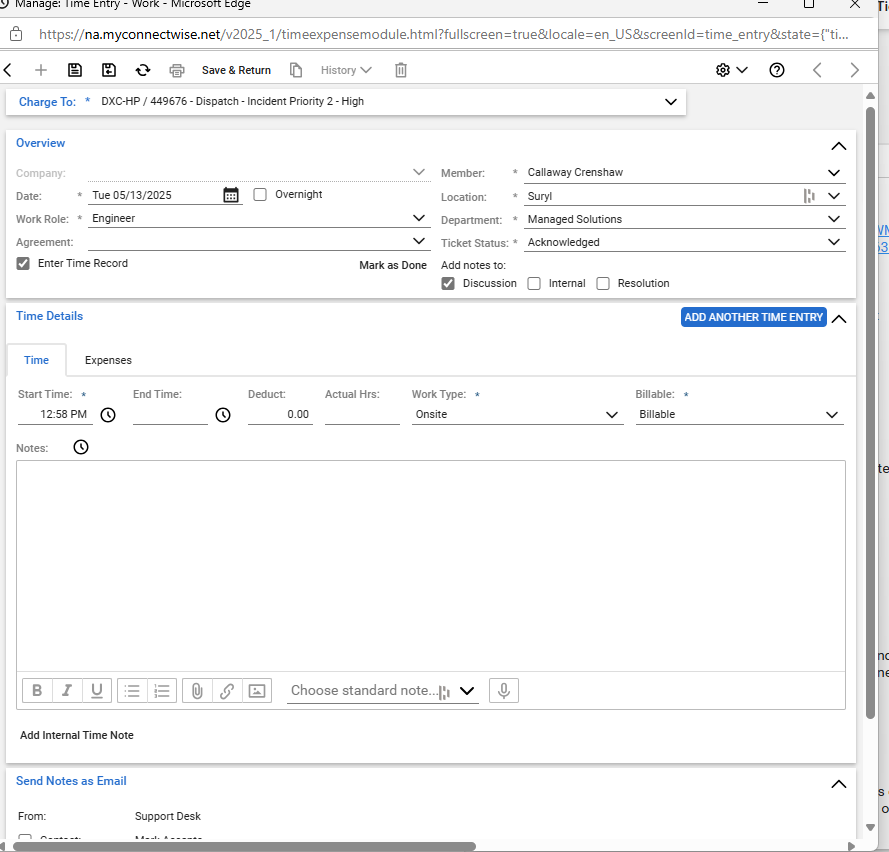 Manage: Time Entry - Work - Microsoft Edge
https://na.myconnectwise.net/v2025_1/timeexpensemodule.html?fullscreen=true&locale=en_US&screenId=time_entry&state={"ti...
Save & Return History
Charge To: * DXC-HP / 449676 - Dispatch - Incident Priority 2 - High
Overview
Company:
Member: * Callaway Crenshaw
Date: * Tue 05/13/2025 Overnight
Location: * Suryl
Work Role: * Engineer
Department: * Managed Solutions
Agreement:
Ticket Status: * Acknowledged
Enter Time Record Mark as Done
Add notes to:
Discussion Internal Resolution
Time Details ADD ANOTHER TIME ENTRY
Time Expenses
Start Time: * End Time: Deduct: Actual Hrs: Work Type: * Billable: *
12:58 PM 0.00 Onsite Billable
Notes:
B I U Choose standard note...
Add Internal Time Note
Send Notes as Email
From: Support Desk